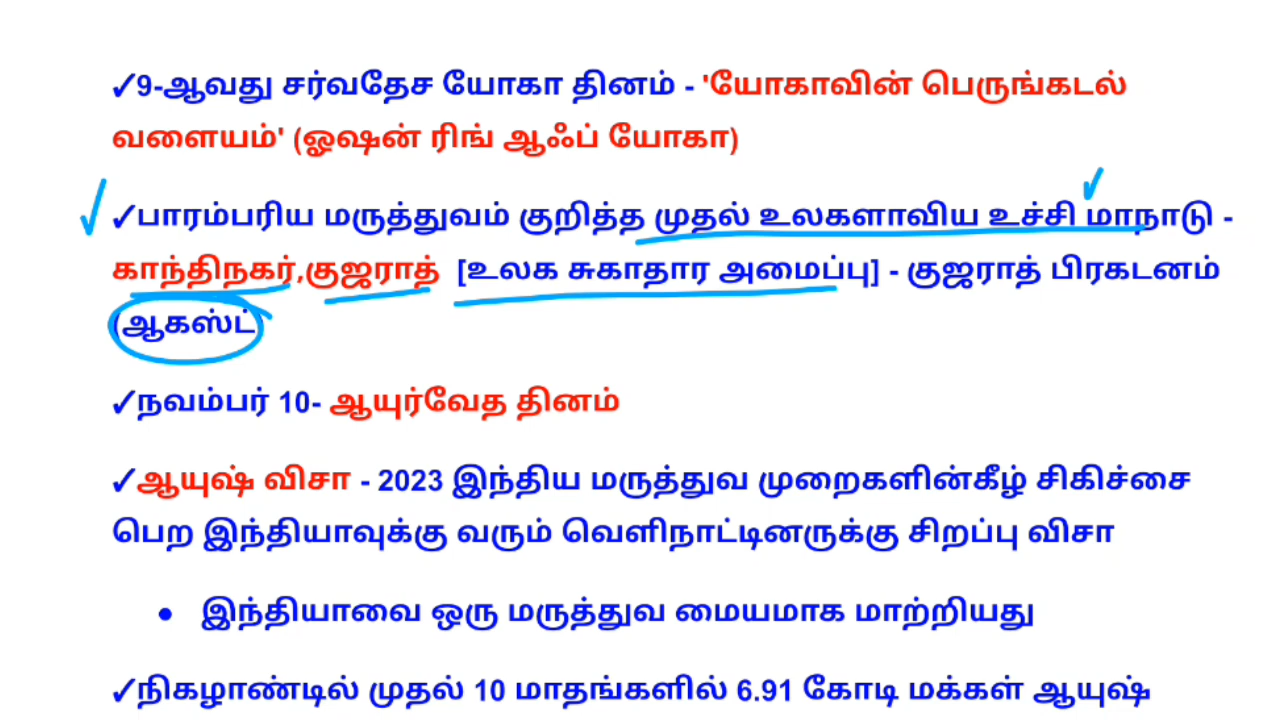 ✓9-ஆவது சர்வதேச யோகா தினம் - 'யோகாவின் பெருங்கடல்
வளையம்' (ஓஷன் ரிங் ஆஃப் யோகா)
✓பாரம்பரிய மருத்துவம் குறித்த முதல் உலகளாவிய உச்சி மாநாடு -
காந்திநகர்,குஜராத் [உலக சுகாதார அமைப்பு] - குஜராத் பிரகடனம்
(ஆகஸ்ட்)
✓நவம்பர் 10- ஆயுர்வேத தினம்
✓ஆயுஷ் விசா - 2023 இந்திய மருத்துவ முறைகளின்கீழ் சிகிச்சை
பெற இந்தியாவுக்கு வரும் வெளிநாட்டினருக்கு சிறப்பு விசா
● இந்தியாவை ஒரு மருத்துவ மையமாக மாற்றியது
✓நிகழாண்டில் முதல் 10 மாதங்களில் 6.91 கோடி மக்கள் ஆயுஷ்